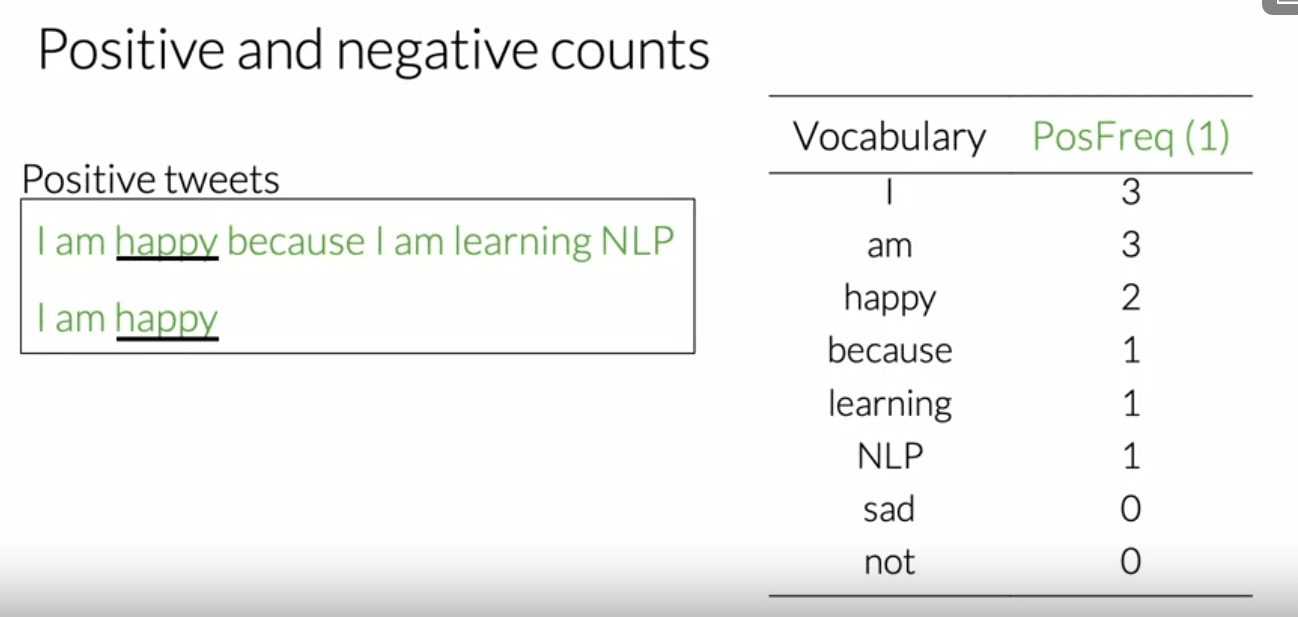 Positive and negative counts
Positive tweets
I am happy because I am learning NLP
I am happy
Vocabulary PosFreq (1)
I 3
am 3
happy 2
because 1
learning 1
NLP 1
sad 0
not 0